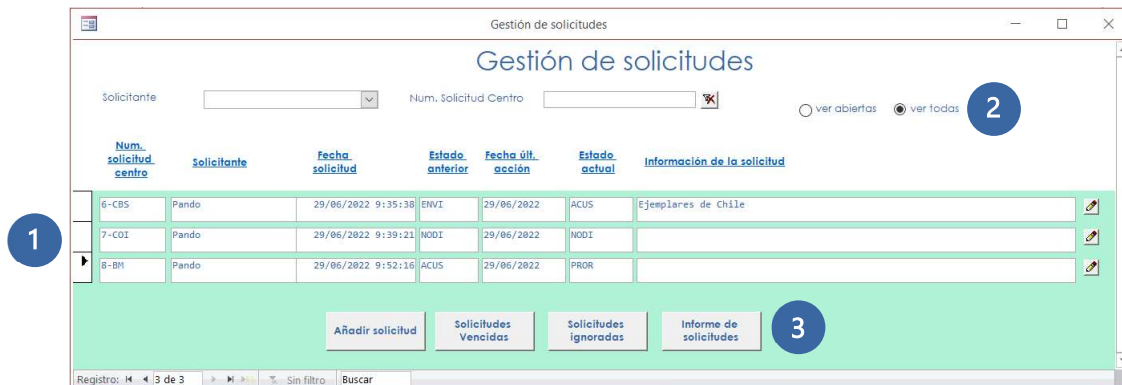 Gestión de solicitudes
Gestión de solicitudes
Solicitante
Num. Solicitud Centro
ver abiertas
ver todas
2
Num. solicitud centro
Solicitante
Fecha solicitud
Estado anterior
Fecha últ. acción
Estado actual
Información de la solicitud
6-CBS Pando 29/06/2022 9:35:38 ENVI 29/06/2022 ACUS Ejemplares de Chile
1
7-COI Pando 29/06/2022 9:39:21 NODI 29/06/2022 NODI
8-BM Pando 29/06/2022 9:52:16 ACUS 29/06/2022 PROR
Añadir solicitud
Solicitudes Vencidas
Solicitudes ignoradas
Informe de solicitudes
3
Registro: 3 de 3 Sin filtro Buscar